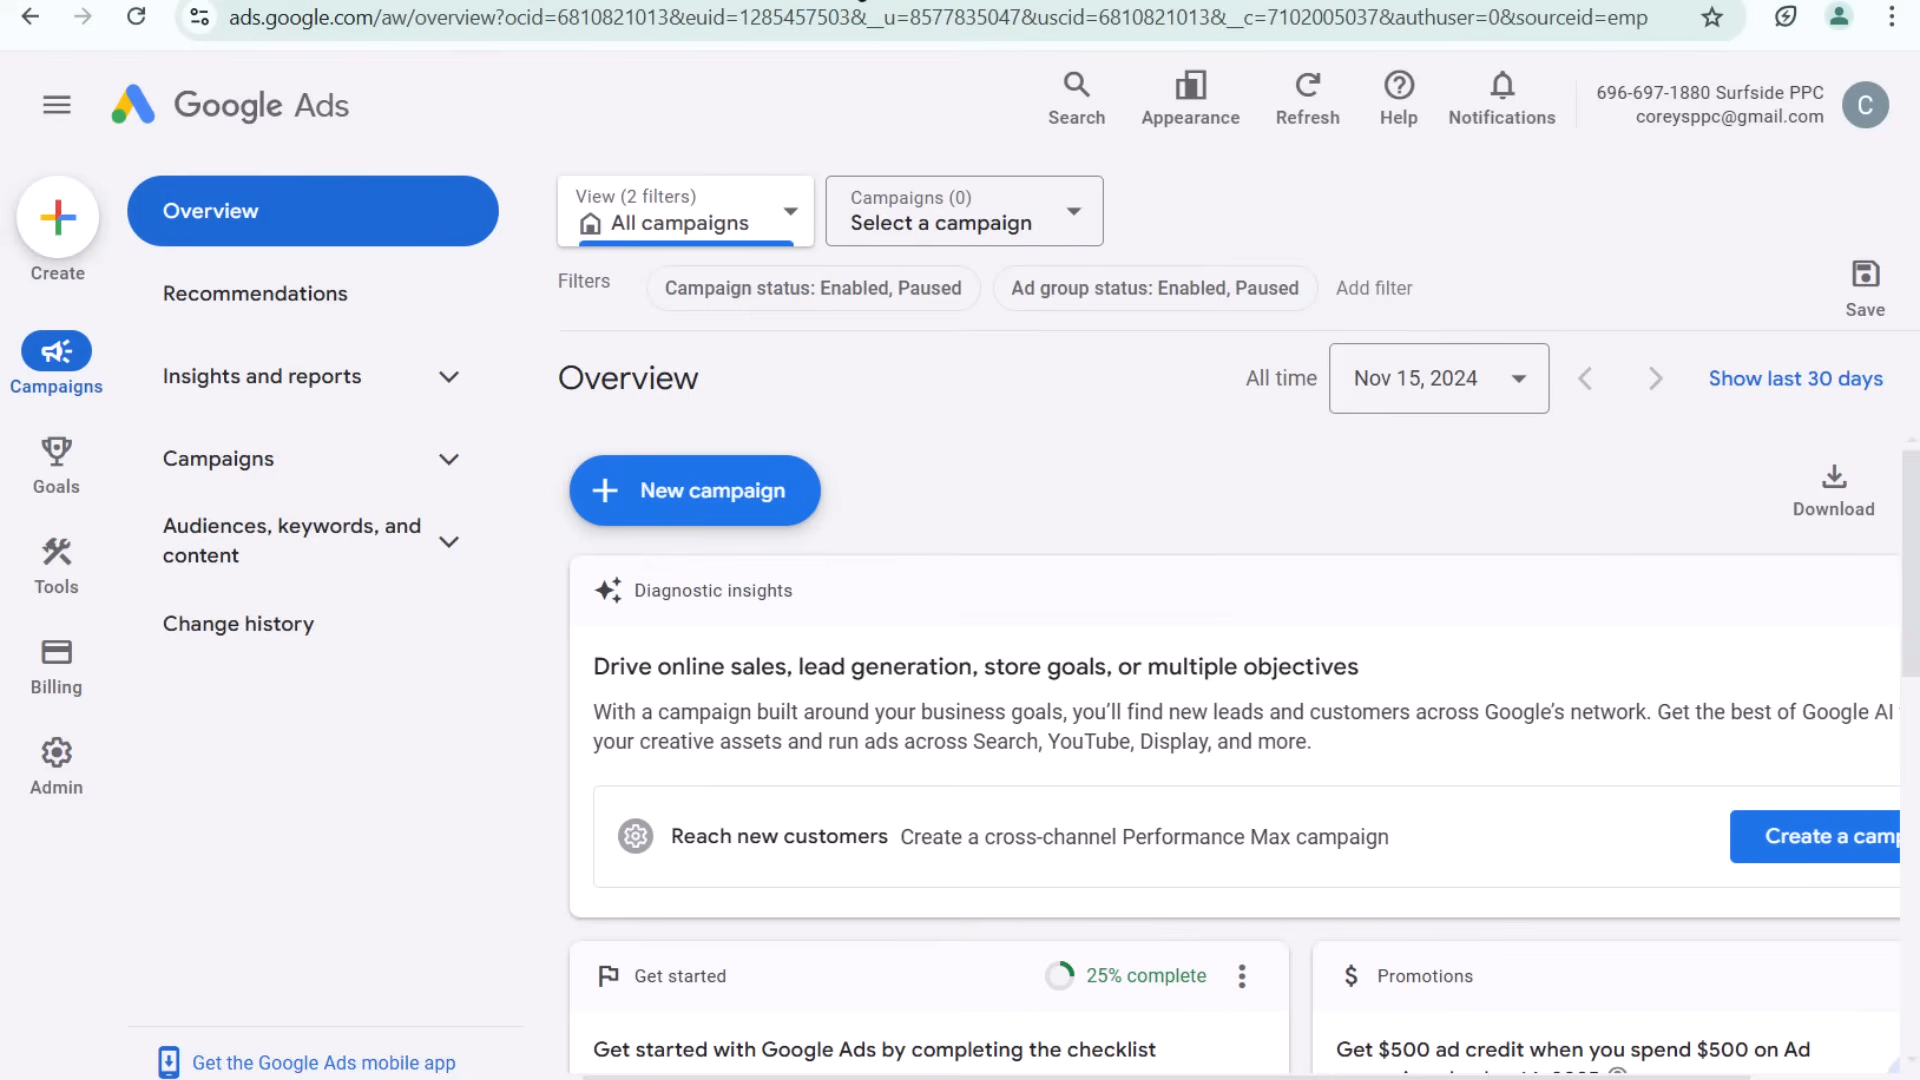 ads.google.com/aw/overview?ocid=6810821013&euid=1285457503&__u=8577835047&uscid=6810821013&__c=7102005037&authuser=0&sourceid=emp
Google Ads
Search
Appearance
Refresh
Help
Notifications
696-697-1880 Surfside PPC
coreysppc@gmail.com
C
Create
Campaigns
Goals
Tools
Billing
Admin
Overview
Recommendations
Insights and reports
Campaigns
Audiences, keywords, and
content
Change history
Get the Google Ads mobile app
View (2 filters)
All campaigns
Campaigns (0)
Select a campaign
Filters
Campaign status: Enabled, Paused
Ad group status: Enabled, Paused
Add filter
Save
Overview
All time
Nov 15, 2024
Show last 30 days
New campaign
Download
Diagnostic insights
Drive online sales, lead generation, store goals, or multiple objectives
With a campaign built around your business goals, you’ll find new leads and customers across Google’s network. Get the best of Google AI
your creative assets and run ads across Search, YouTube, Display, and more.
Reach new customers Create a cross-channel Performance Max campaign
Create a camp
Get started
25% complete
Get started with Google Ads by completing the checklist
Promotions
Get $500 ad credit when you spend $500 on Ad